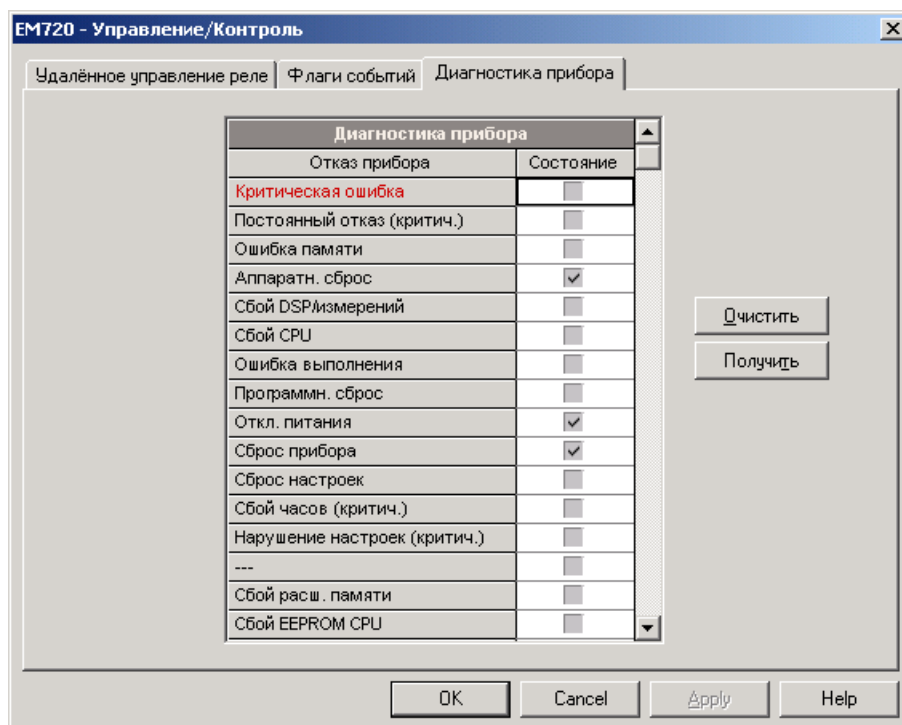 EM720 - Управление/Контроль
Удалённое управление реле Флаги событий Диагностика прибора
Диагностика прибора
Отказ прибора Состояние
Критическая ошибка
Постоянный отказ (критич.)
Ошибка памяти
Аппаратн. сброс
Сбой DSP/измерений
Очистить
Сбой CPU
Ошибка выполнения
Получить
Программн. сброс
Откл. питания
Сброс прибора
Сброс настроек
Сбой часов (критич.)
Нарушение настроек (критич.)
---
Сбой расш. памяти
Сбой EEPROM CPU
OK Cancel Apply Help